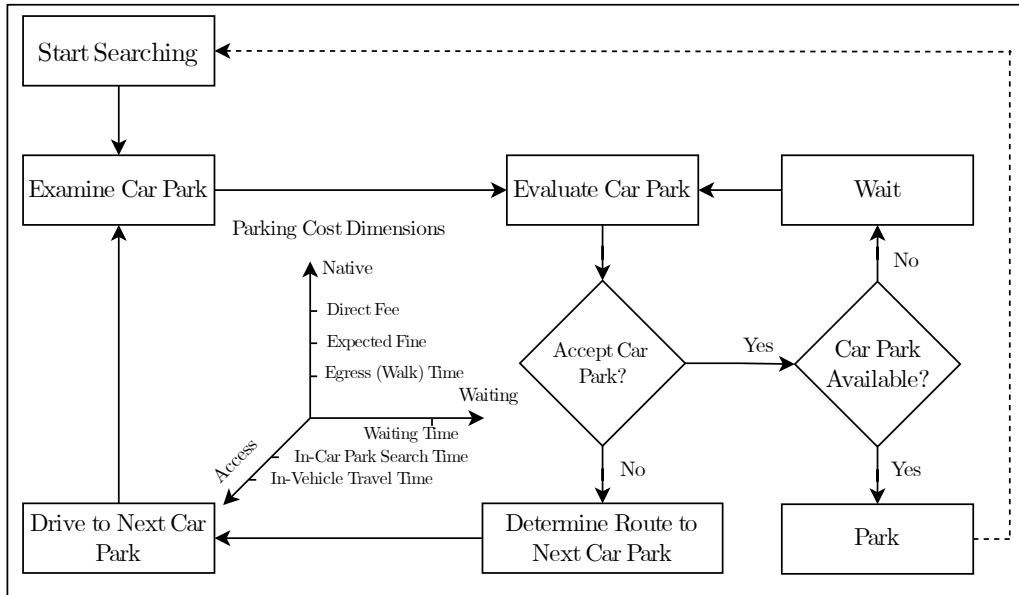 Start Searching
Examine Car Park
Evaluate Car Park
Wait
Parking Cost Dimensions
Native
Direct Fee
Expected Fine
Egress (Walk) Time
Waiting
Waiting Time
Access
In-Car Park Search Time
In-Vehicle Travel Time
Accept Car
Park?
Yes
No
Car Park
Available?
No
Yes
Drive to Next Car
Park
Determine Route to
Next Car Park
Park